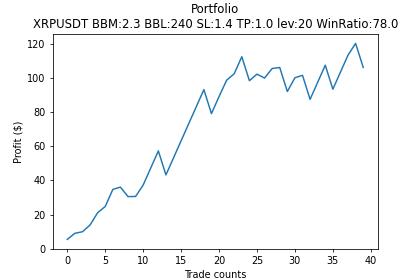 Portfolio
XRPUSDT BBM:2.3 BBL:240 SL:1.4 TP:1.0 lev:20 WinRatio:78.0
120
100
80
60
40
20
0
Profit ($)
0 5 10 15 20 25 30 35 40
Trade counts